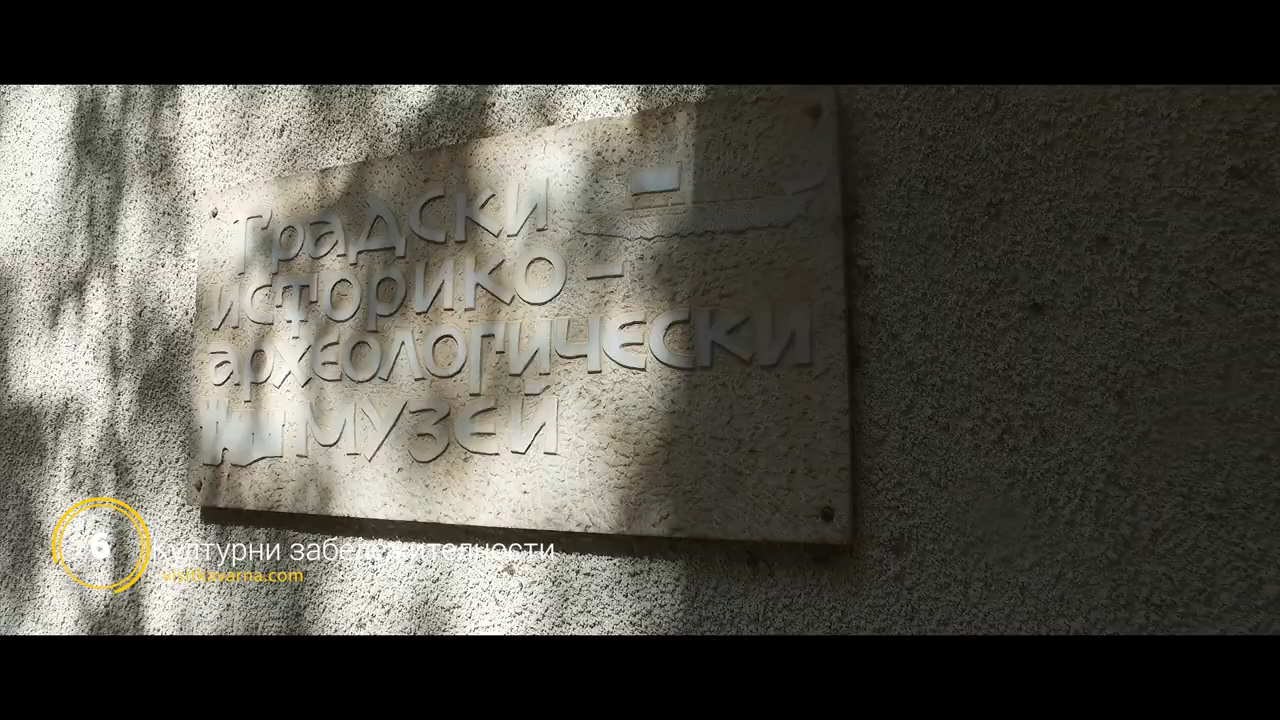 Градски
историко-
археологически
музей
6
Културни забележителности
visitkavarna.com